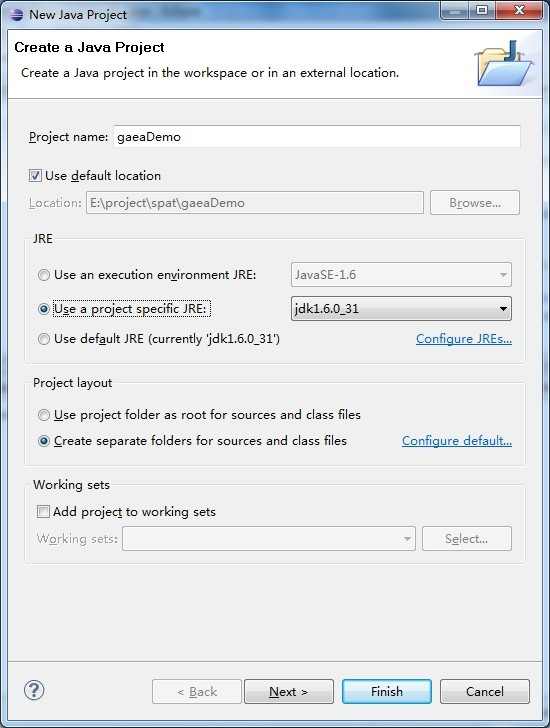 New Java Project
Create a Java Project
Create a Java project in the workspace or in an external location.
Project name: gaeaDemo
Use default location
Location: E:\project\spat\gaeaDemo Browse...
JRE
Use an execution environment JRE: JavaSE-1.6
Use a project specific JRE: jdk1.6.0_31
Use default JRE (currently 'jdk1.6.0_31') Configure JREs...
Project layout
Use project folder as root for sources and class files
Create separate folders for sources and class files Configure default...
Working sets
Add project to working sets
Working sets: Select...
? < Back Next > Finish Cancel